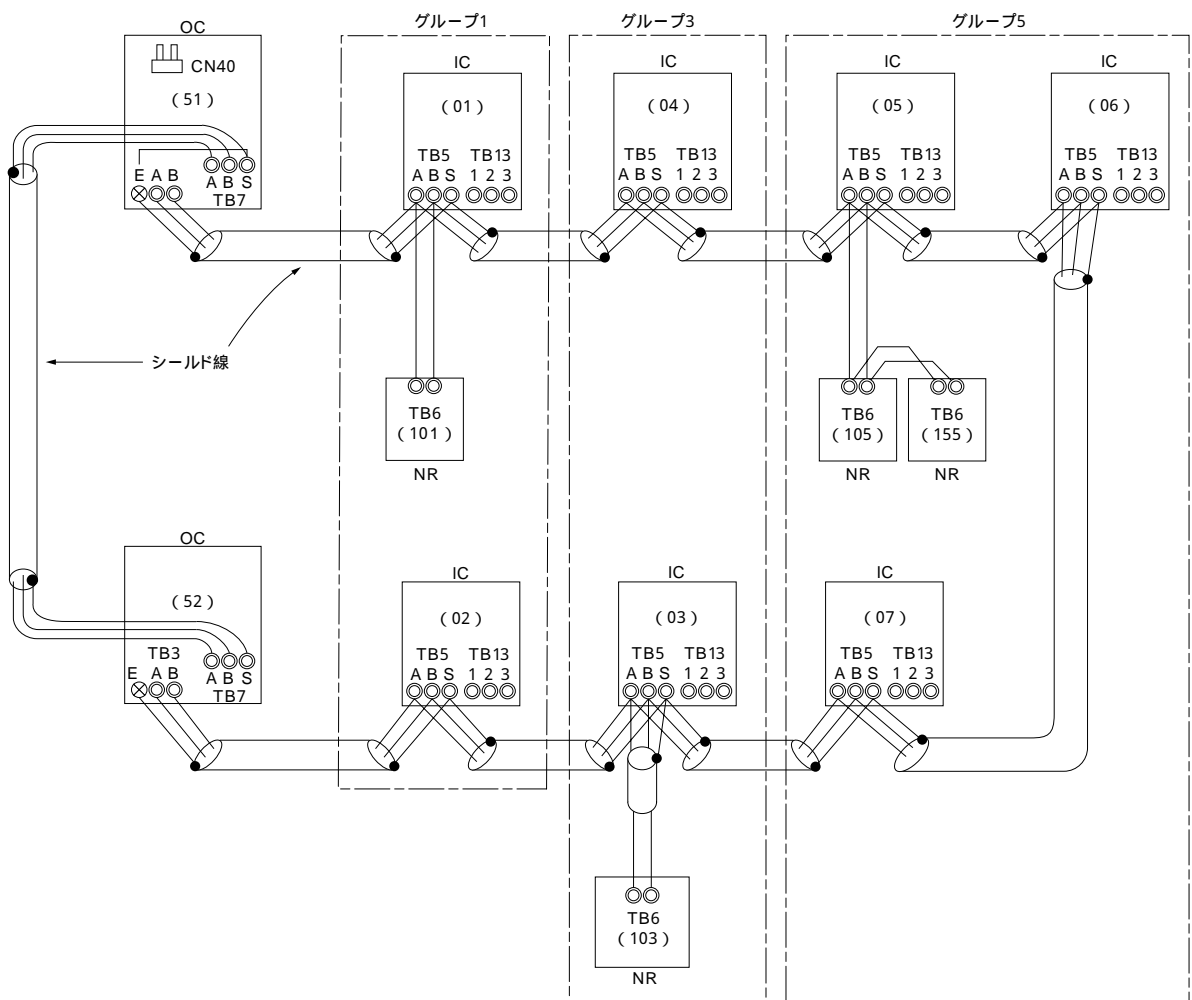 グループ1
グループ3
グループ5
OC
CN40
(51)
E A B
A B S
TB7
IC
(01)
TB5 TB13
A B S 1 2 3
IC
(04)
TB5 TB13
A B S 1 2 3
IC
(05)
TB5 TB13
A B S 1 2 3
IC
(06)
TB5 TB13
A B S 1 2 3
シールド線
TB6
(101)
NR
TB6
(105)
NR
TB6
(155)
NR
OC
(52)
TB3
E A B
A B S
TB7
IC
(02)
TB5 TB13
A B S 1 2 3
IC
(03)
TB5 TB13
A B S 1 2 3
IC
(07)
TB5 TB13
A B S 1 2 3
TB6
(103)
NR